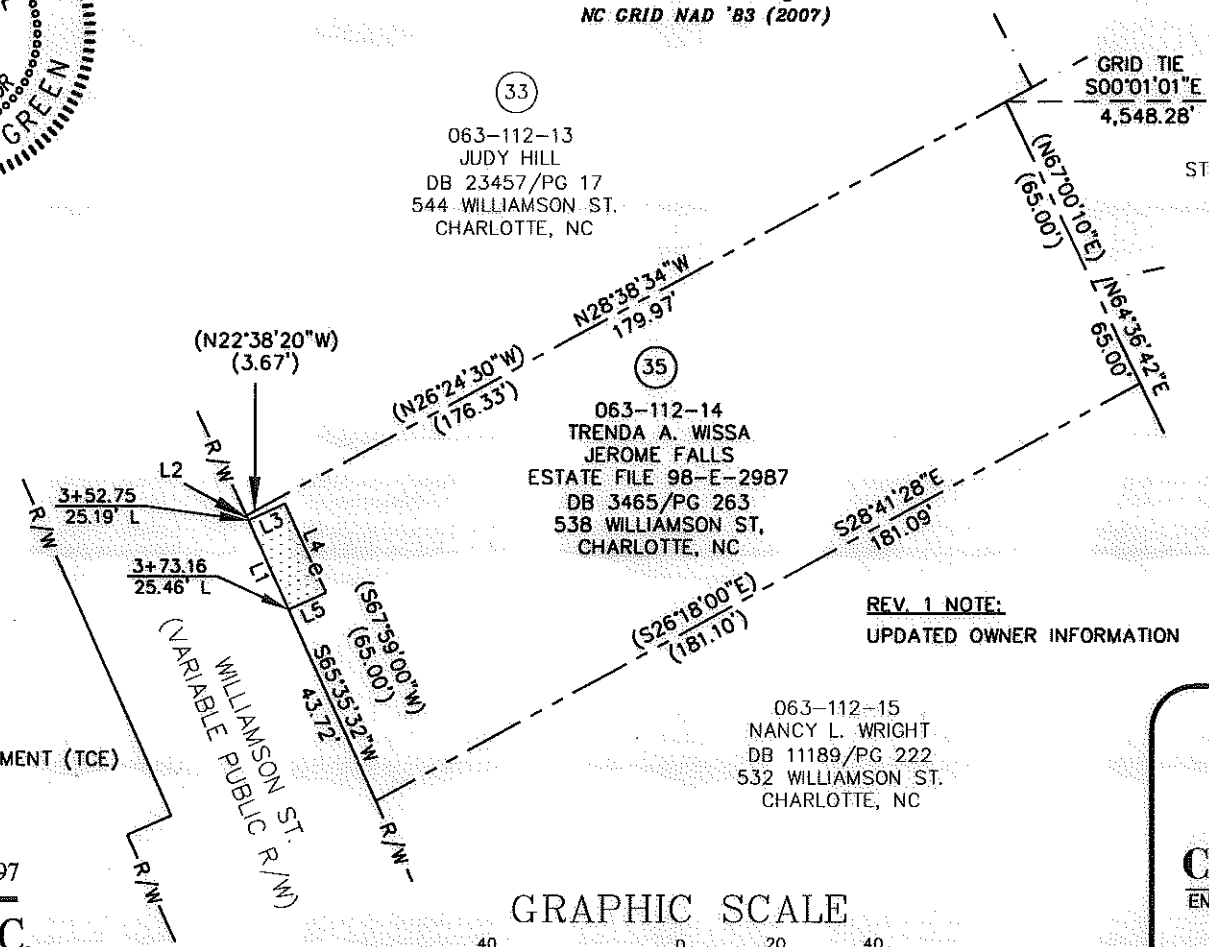 NC GRID NAD '83 (2007)
OR
GREEN
GRID TIE
S00°01'01"E
4,548.28'
33
063-112-13
JUDY HILL
DB 23457/PG 17
544 WILLIAMSON ST.
CHARLOTTE, NC
ST
(N67°00'10"E)
(65.00')
N64°36'42"E
65.00'
N28°38'34"W
179.97'
(N22°38'20"W)
(3.67')
(N26°24'30"W)
(176.33')
35
063-112-14
TRENDA A. WISSA
JEROME FALLS
ESTATE FILE 98-E-2987
DB 3465/PG 263
538 WILLIAMSON ST,
CHARLOTTE, NC
R/W
L2
3+52.75
25.19' L
R/W
L3
L4
e
L1
L5
3+73.16
25.46' L
S28°41'28"E
181.09'
(S26°18'00"E)
(181.10')
REV. 1 NOTE:
UPDATED OWNER INFORMATION
(S67°59'00"W)
(65.00')
S65°35'32"W
43.72'
WILLIAMSON ST.
(VARIABLE PUBLIC R/W)
063-112-15
NANCY L. WRIGHT
DB 11189/PG 222
532 WILLIAMSON ST.
CHARLOTTE, NC
MENT (TCE)
R/W
R/W
97
C.
C
EN
GRAPHIC SCALE
40 0 20 40